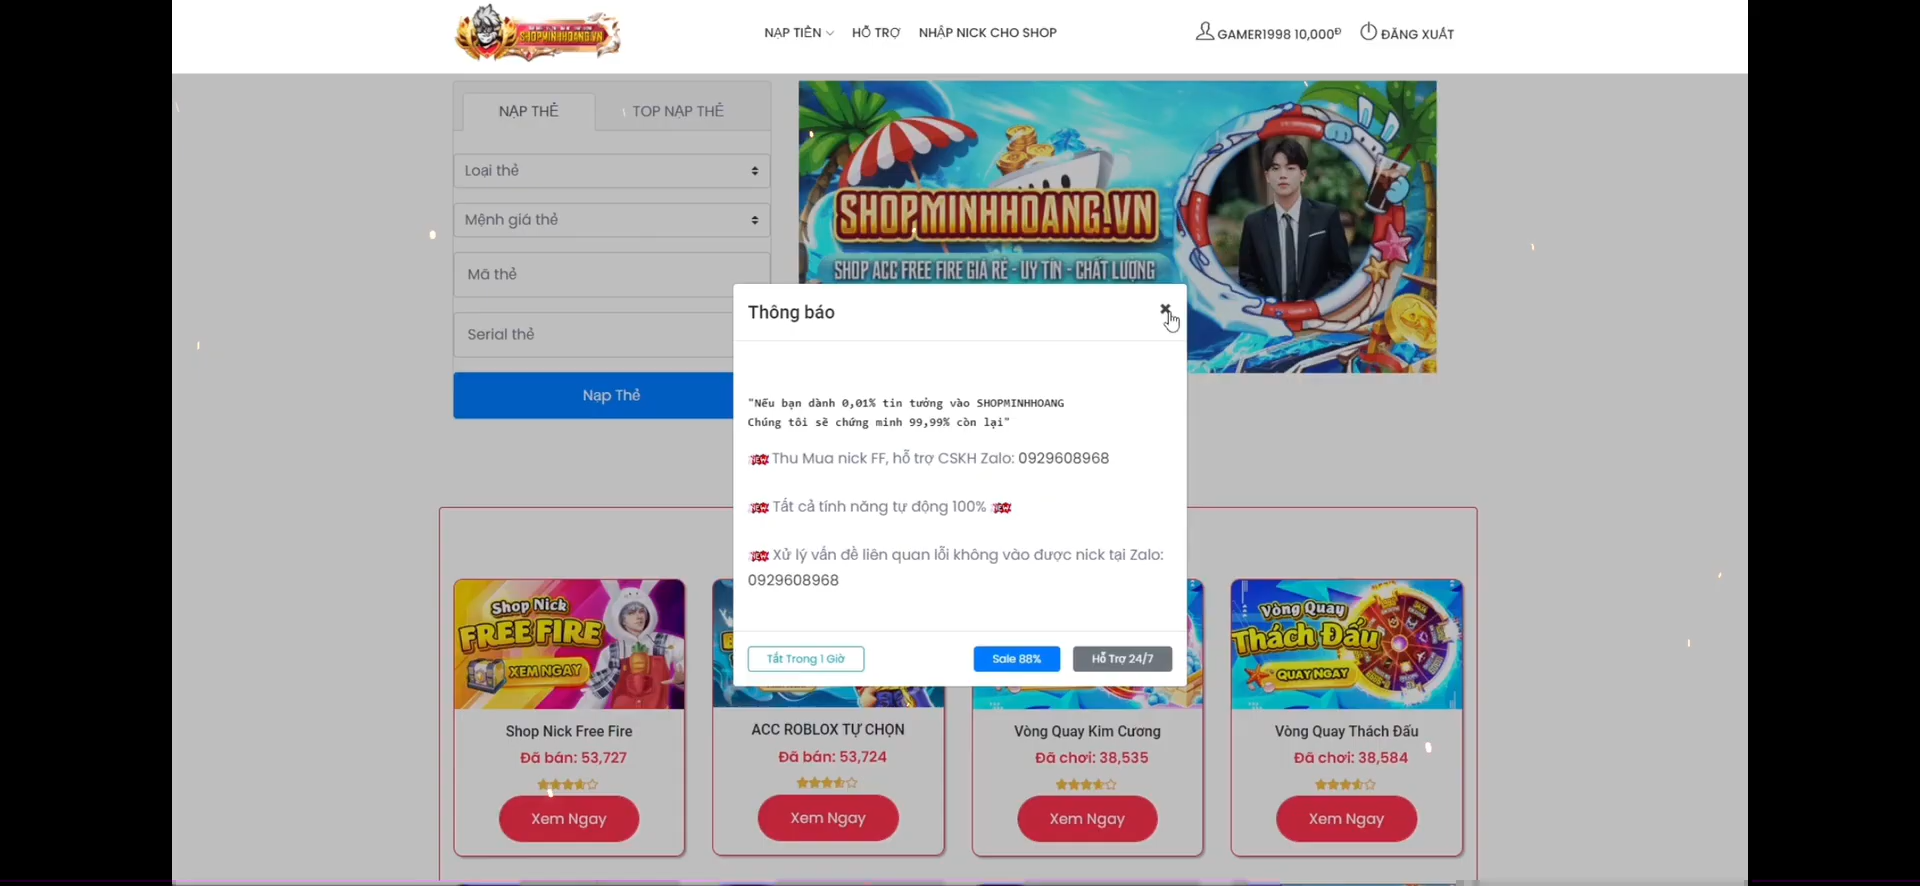 SHOPMINHHOANG.VN
NẠP TIỀN
HỖ TRỢ
NHẬP NICK CHO SHOP
GAMER1998 10,000Đ
ĐĂNG XUẤT
NẠP THẺ
TOP NẠP THẺ
Loại thẻ
Mệnh giá thẻ
Mã thẻ
Serial thẻ
Nạp Thẻ
SHOPMINHHOANG.VN
SHOP ACC FREE FIRE GIÁ RẺ - UY TÍN - CHẤT LƯỢNG
Thông báo
"Nếu bạn dành 0,01% tin tưởng vào SHOPMINHHOANG
Chúng tôi sẽ chứng minh 99,99% còn lại"
NEW Thu Mua nick FF, hỗ trợ CSKH Zalo: 0929608968
NEW Tất cả tính năng tự động 100% NEW
NEW Xử lý vấn đề liên quan lỗi không vào được nick tại Zalo:
0929608968
Tắt Trong 1 Giờ
Sale 88%
Hỗ Trợ 24/7
Shop Nick
FREE FIRE
XEM NGAY
Vòng Quay
Thách Đấu
QUAY NGAY
Shop Nick Free Fire
Đã bán: 53,727
Xem Ngay
ACC ROBLOX TỰ CHỌN
Đã bán: 53,724
Xem Ngay
Vòng Quay Kim Cương
Đã chơi: 38,535
Xem Ngay
Vòng Quay Thách Đấu
Đã chơi: 38,584
Xem Ngay